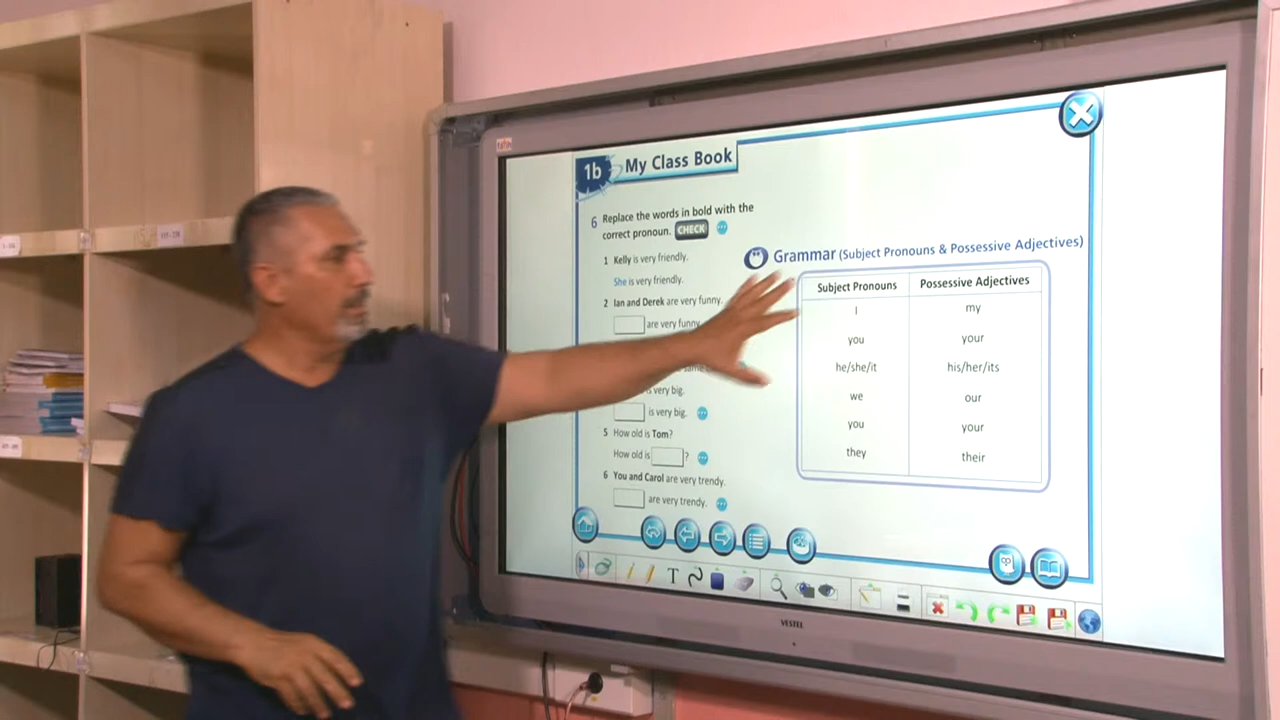 1b My Class Book
6 Replace the words in bold with the
correct pronoun. CHECK
1 Kelly is very friendly.
She is very friendly.
2 Ian and Derek are very funny.
are very funny.
same
is very big.
is very big.
5 How old is Tom?
How old is ?
6 You and Carol are very trendy.
are very trendy.
Grammar (Subject Pronouns & Possessive Adjectives)
Subject Pronouns Possessive Adjectives
I my
you your
he/she/it his/her/its
we our
you your
they their
T
VESTEL